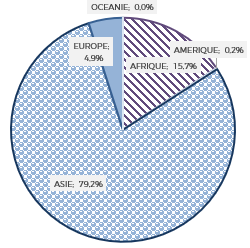 OCEANIE; 0,0%
EUROPE;
4.9%
AMERIQUE; 0,2%
AFRIQUE; 15.7%
ASIE; 79.2%